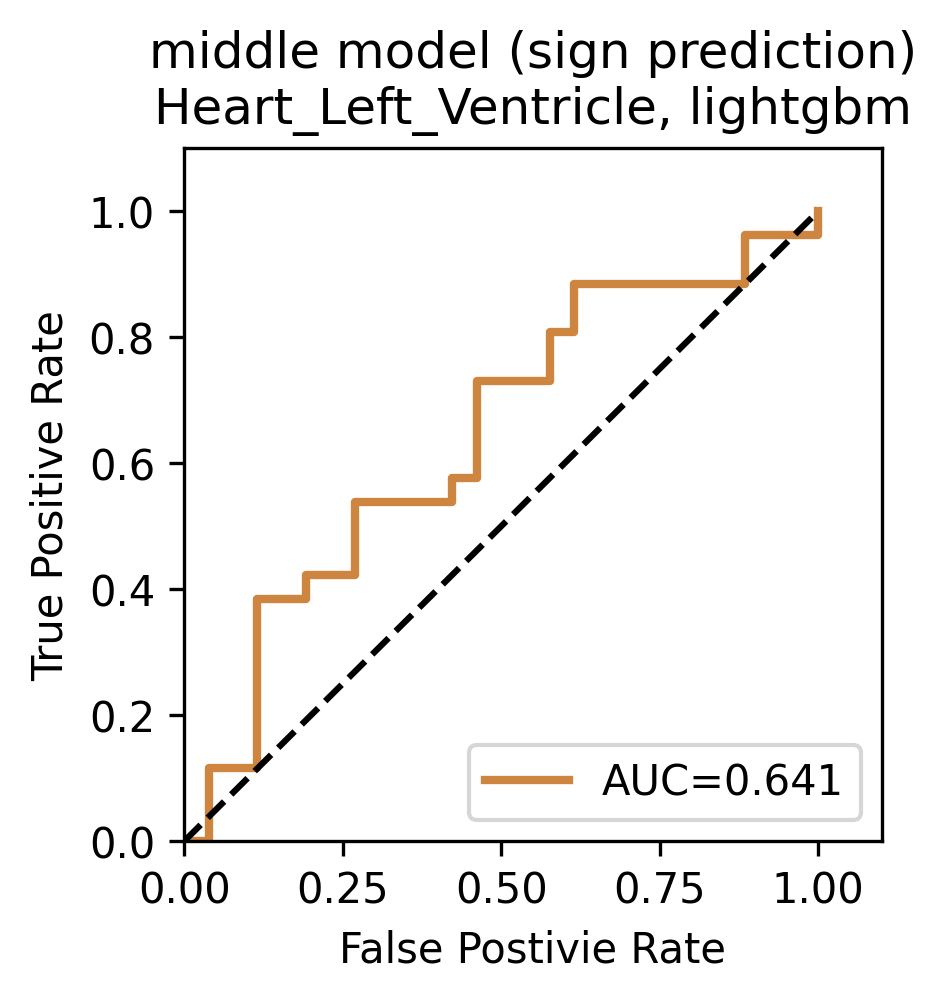 middle model (sign prediction)
Heart_Left_Ventricle, lightgbm
True Positive Rate
1.0
0.8
0.6
0.4
0.2
0.0
AUC=0.641
0.00 0.25 0.50 0.75 1.00
False Postivie Rate